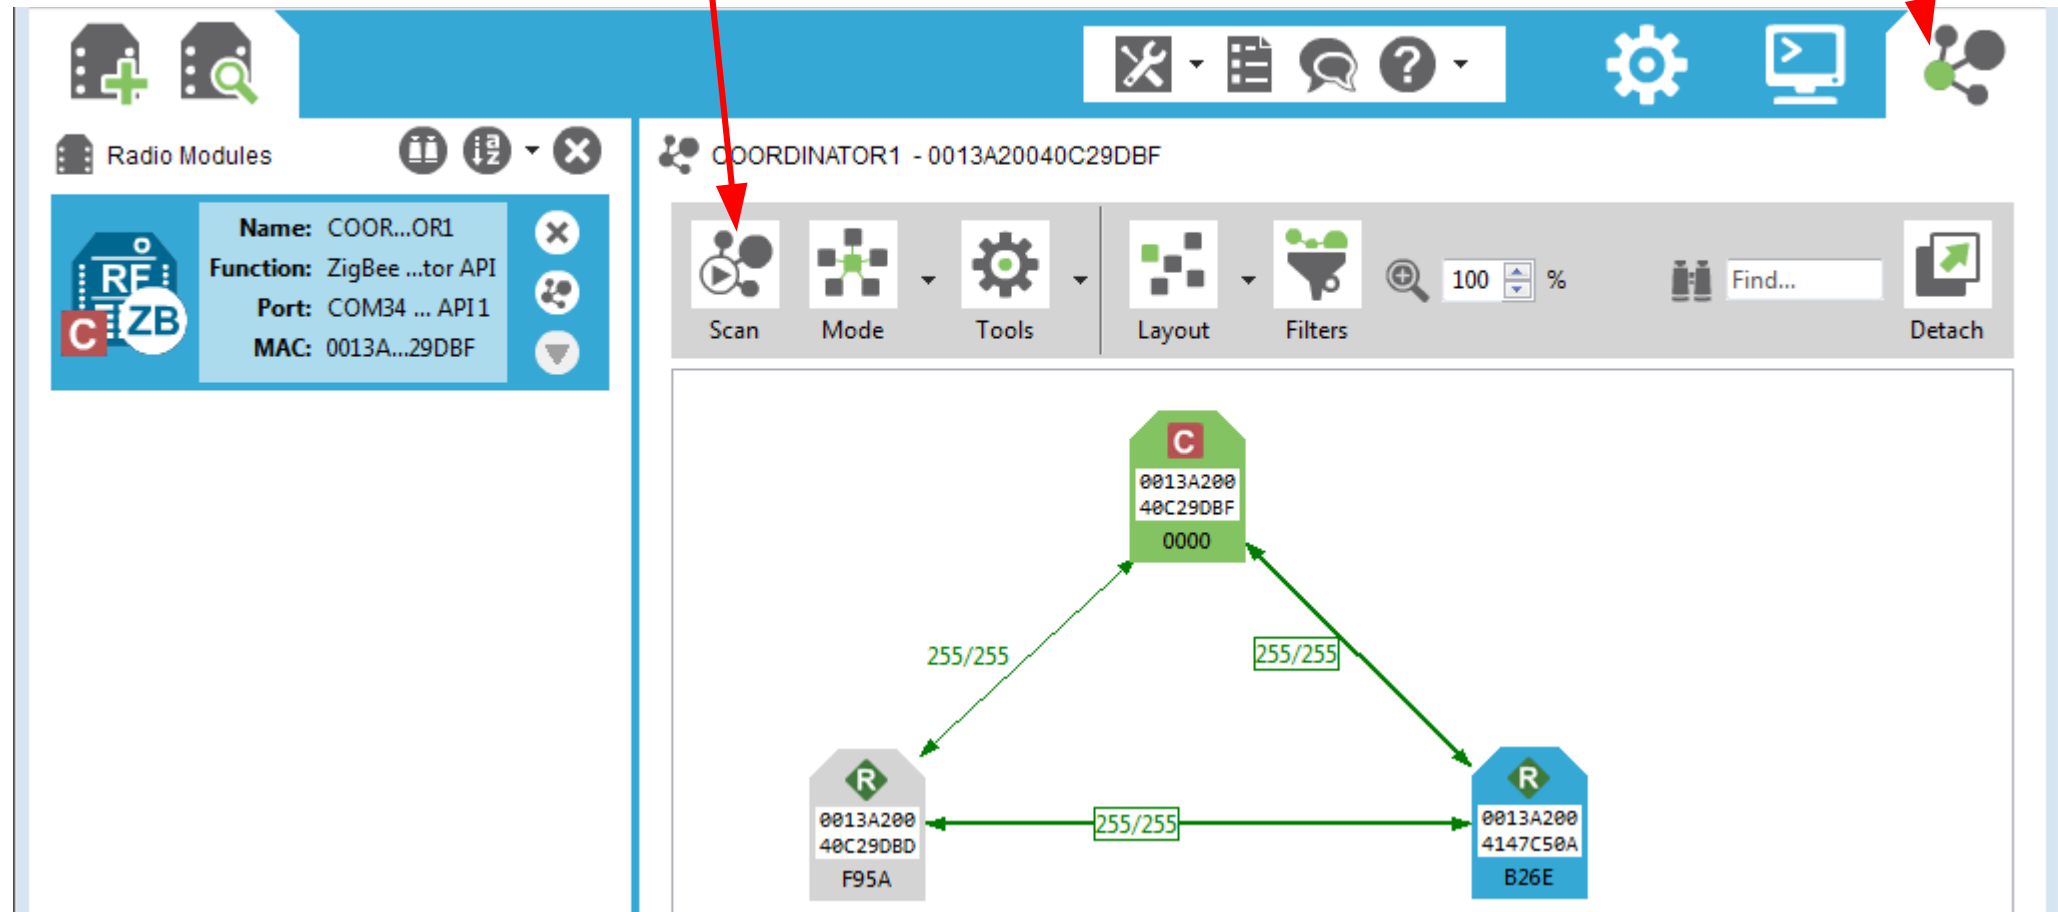 Radio Modules
COORDINATOR1 - 0013A20040C29DBF
RF
C
ZB
Name: COOR...OR1
Function: ZigBee ...tor API
Port: COM34 ... API 1
MAC: 0013A...29DBF
Scan
Mode
Tools
Layout
Filters
100 %
Find...
Detach
C
0013A200
40C29DBF
0000
255/255
255/255
R
0013A200
40C29DBD
F95A
255/255
R
0013A200
4147C50A
B26E